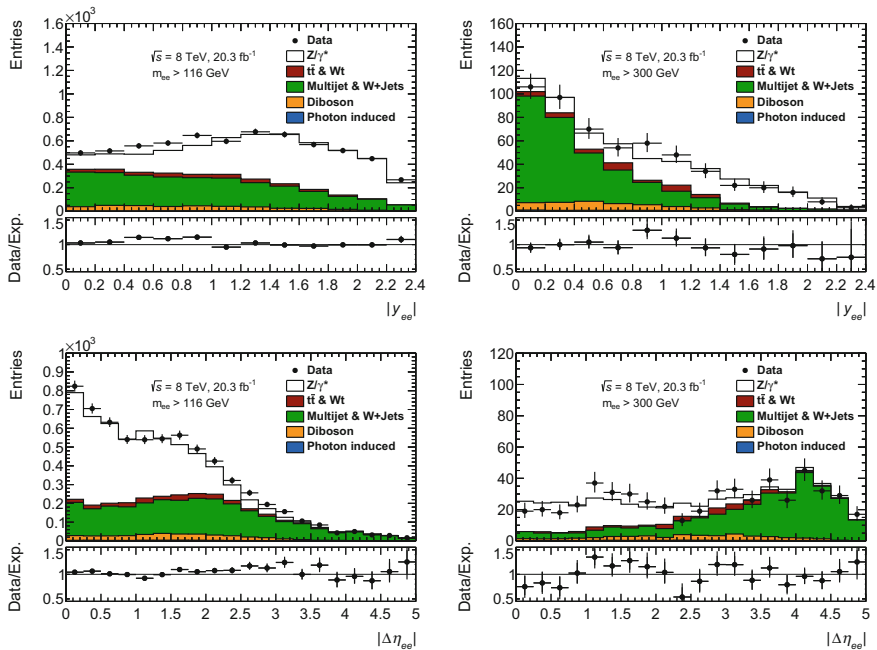 ×10³
Entries
1.6
1.4
1.2
1
0.8
0.6
0.4
0.2
0
√s = 8 TeV, 20.3 fb⁻¹
m_ee > 116 GeV
Data
Z/γ*
tt̄ & Wt
Multijet & W+Jets
Diboson
Photon induced
Data/Exp.
1.5
1
0.5
0 0.2 0.4 0.6 0.8 1 1.2 1.4 1.6 1.8 2 2.2 2.4
|y_ee|
Entries
160
140
120
100
80
60
40
20
0
√s = 8 TeV, 20.3 fb⁻¹
m_ee > 300 GeV
Data
Z/γ*
tt̄ & Wt
Multijet & W+Jets
Diboson
Photon induced
Data/Exp.
1.5
1
0.5
0 0.2 0.4 0.6 0.8 1 1.2 1.4 1.6 1.8 2 2.2 2.4
|y_ee|
×10³
Entries
1
0.9
0.8
0.7
0.6
0.5
0.4
0.3
0.2
0.1
0
√s = 8 TeV, 20.3 fb⁻¹
m_ee > 116 GeV
Data
Z/γ*
tt̄ & Wt
Multijet & W+Jets
Diboson
Photon induced
Data/Exp.
1.5
1
0.5
0 0.5 1 1.5 2 2.5 3 3.5 4 4.5 5
|Δη_ee|
Entries
120
100
80
60
40
20
0
√s = 8 TeV, 20.3 fb⁻¹
m_ee > 300 GeV
Data
Z/γ*
tt̄ & Wt
Multijet & W+Jets
Diboson
Photon induced
Data/Exp.
1.5
1
0.5
0 0.5 1 1.5 2 2.5 3 3.5 4 4.5 5
|Δη_ee|